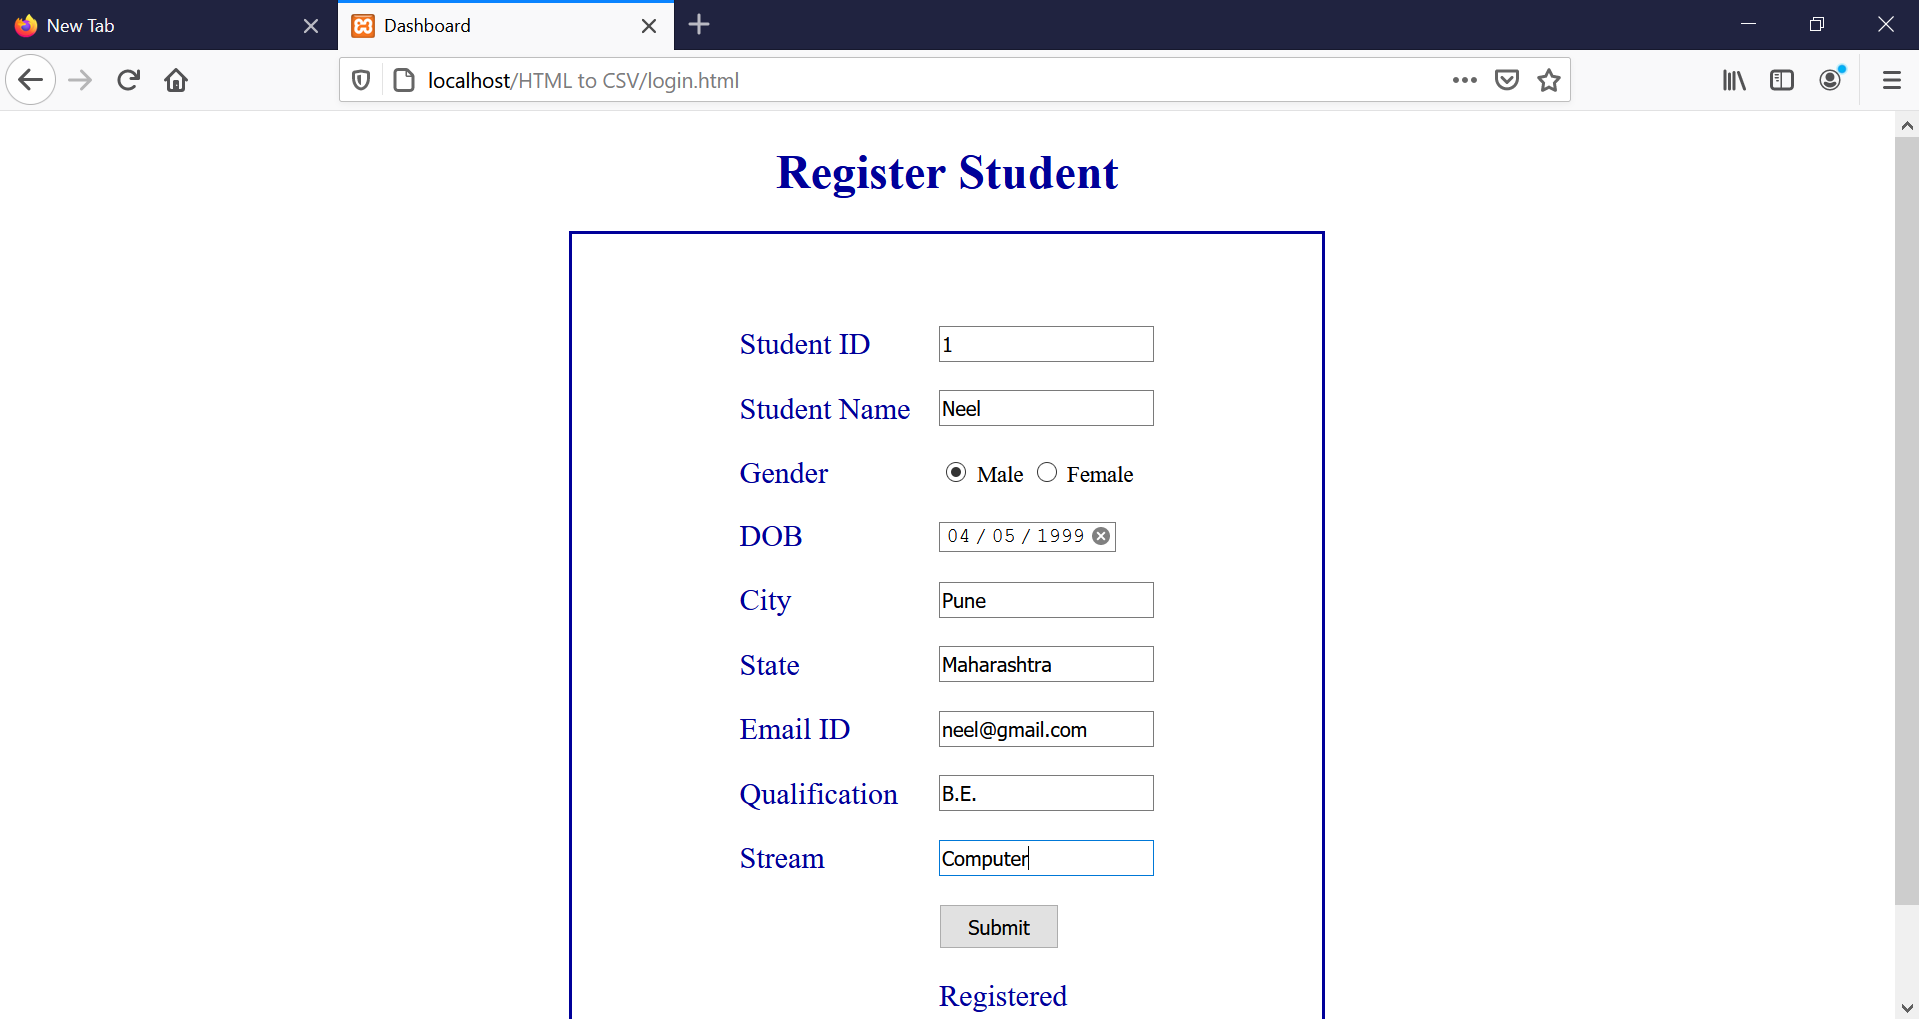 New Tab
Dashboard
localhost/HTML to CSV/login.html
Register Student
Student ID 1
Student Name Neel
Gender Male Female
DOB 04 / 05 / 1999
City Pune
State Maharashtra
Email ID neel@gmail.com
Qualification B.E.
Stream Computer
Submit
Registered